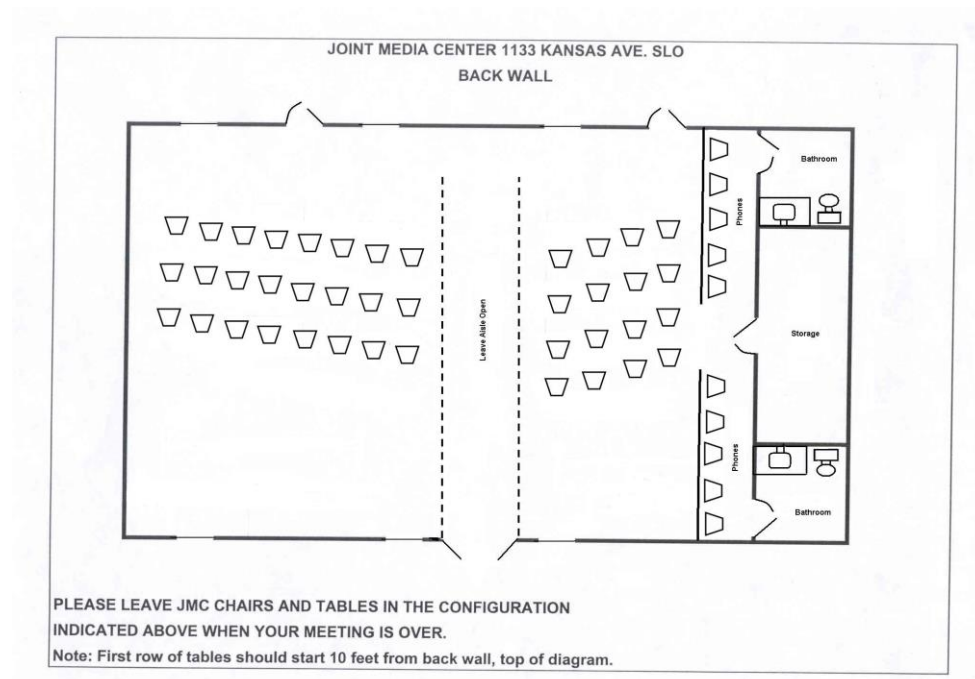 JOINT MEDIA CENTER 1133 KANSAS AVE. SLO
BACK WALL
Bathroom
Phones
Leave Aisle Open
Storage
Phones
Bathroom
PLEASE LEAVE JMC CHAIRS AND TABLES IN THE CONFIGURATION
INDICATED ABOVE WHEN YOUR MEETING IS OVER.
Note: First row of tables should start 10 feet from back wall, top of diagram.